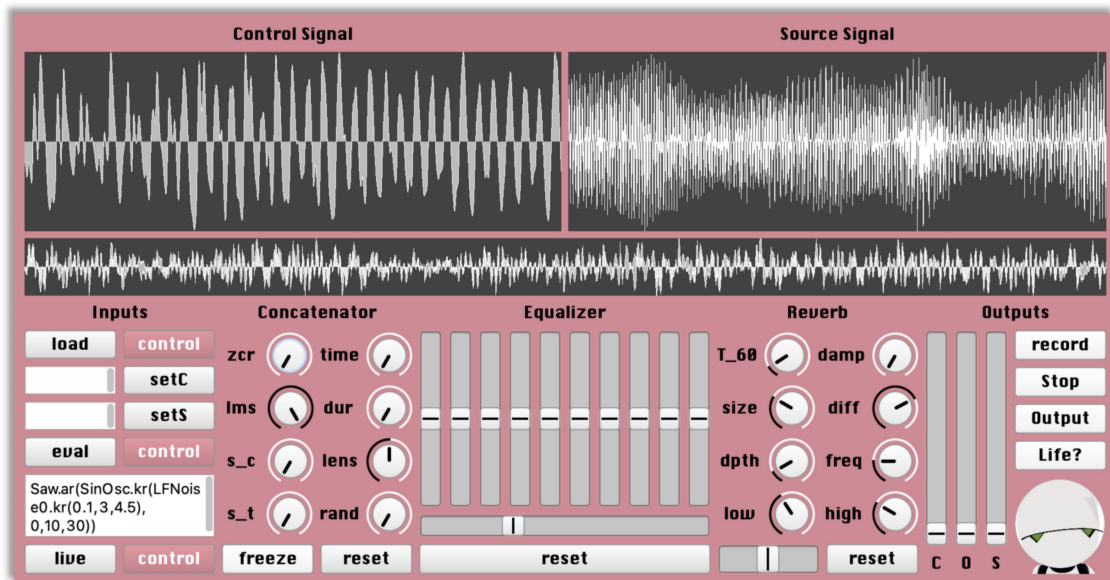 Control Signal
Source Signal
Inputs
Concatenator
Equalizer
Reverb
Outputs
load
control
zcr
time
T_60
damp
record
setC
Stop
lms
dur
size
diff
setS
Output
eval
control
s_c
lens
dpth
freq
Life?
Saw.ar(SinOsc.kr(LFNois
e0.kr(0.1,3,4.5),
0,10,30))
s_t
rand
low
high
live
control
freeze
reset
reset
reset
C
O
S